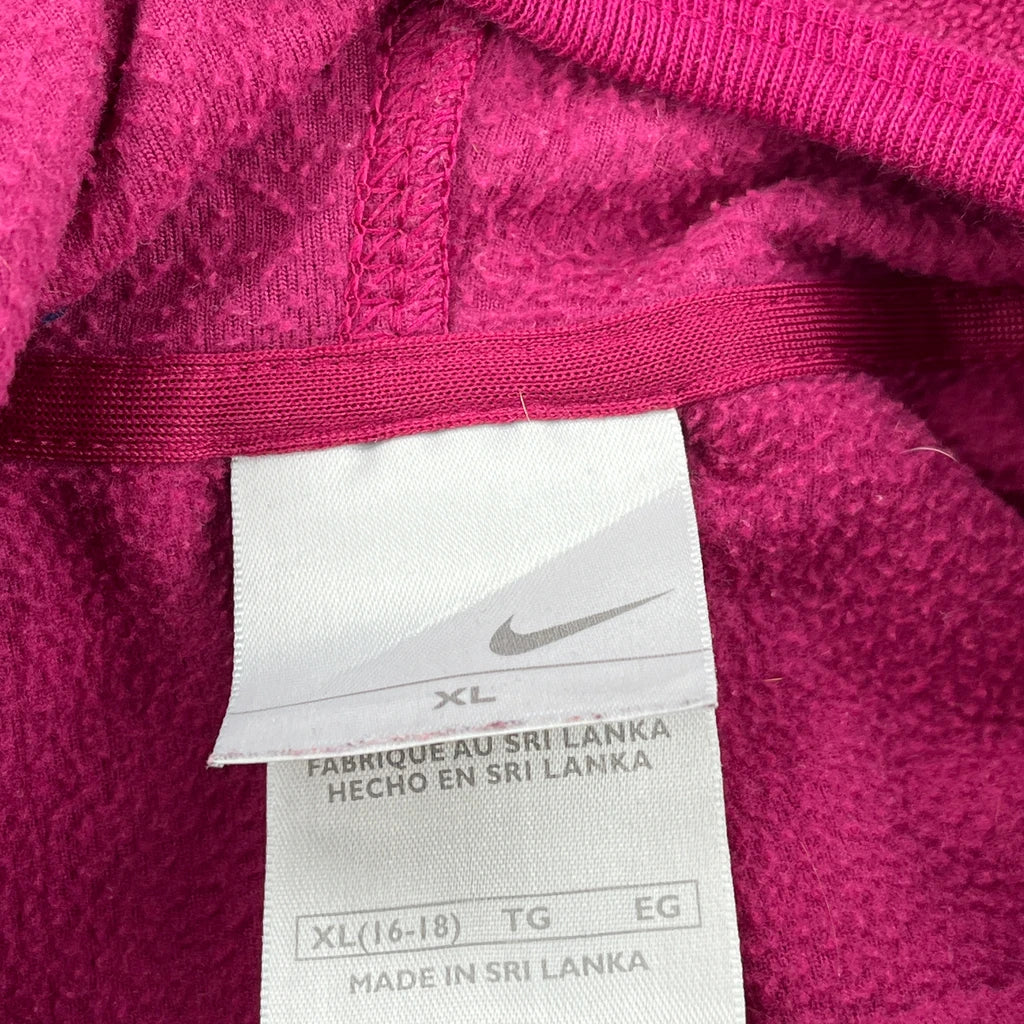 XL
FABRIQUE AU SRI LANKA
HECHO EN SRI LANKA
XL(16-18) TG EG
MADE IN SRI LANKA